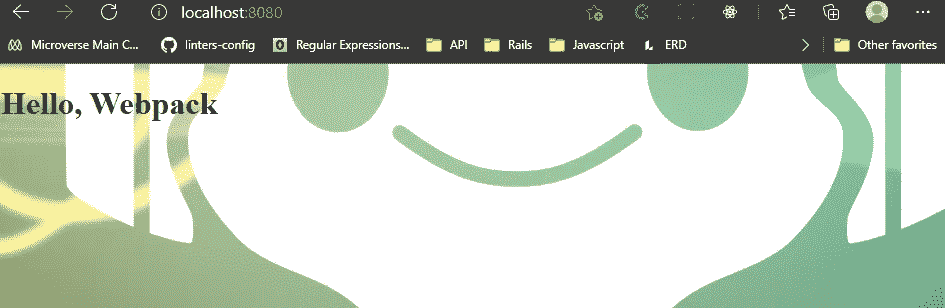 localhost:8080
Microverse Main C... linters-config Regular Expressions... API Rails Javascript ERD Other favorites
Hello, Webpack